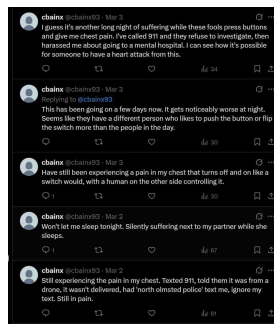 cbainx @cbainx93 · Mar 3
I guess it's another long night of suffering while these fools press buttons
and give me chest pain. I've called 911 and they refuse to investigate, then
harassed me about going to a mental hospital. I can see how it's possible
for someone to have a heart attack from this.
34
cbainx @cbainx93 · Mar 3
Replying to @cbainx93
This has been going on a few days now. It gets noticeably worse at night.
Seems like they have a different person who likes to push the button or flip
the switch more than the people in the day.
30
cbainx @cbainx93 · Mar 3
Have still been experiencing a pain in my chest that turns off and on like a
switch would, with a human on the other side controlling it.
1
30
cbainx @cbainx93 · Mar 2
Won't let me sleep tonight. Silently suffering next to my partner while she
sleeps.
1
67
cbainx @cbainx93 · Mar 2
Still experiencing the pain in my chest. Texted 911, told them it was from a
drone, it wasn't delivered, had 'north olmsted police' text me, ignore my
text. Still in pain.
1
61